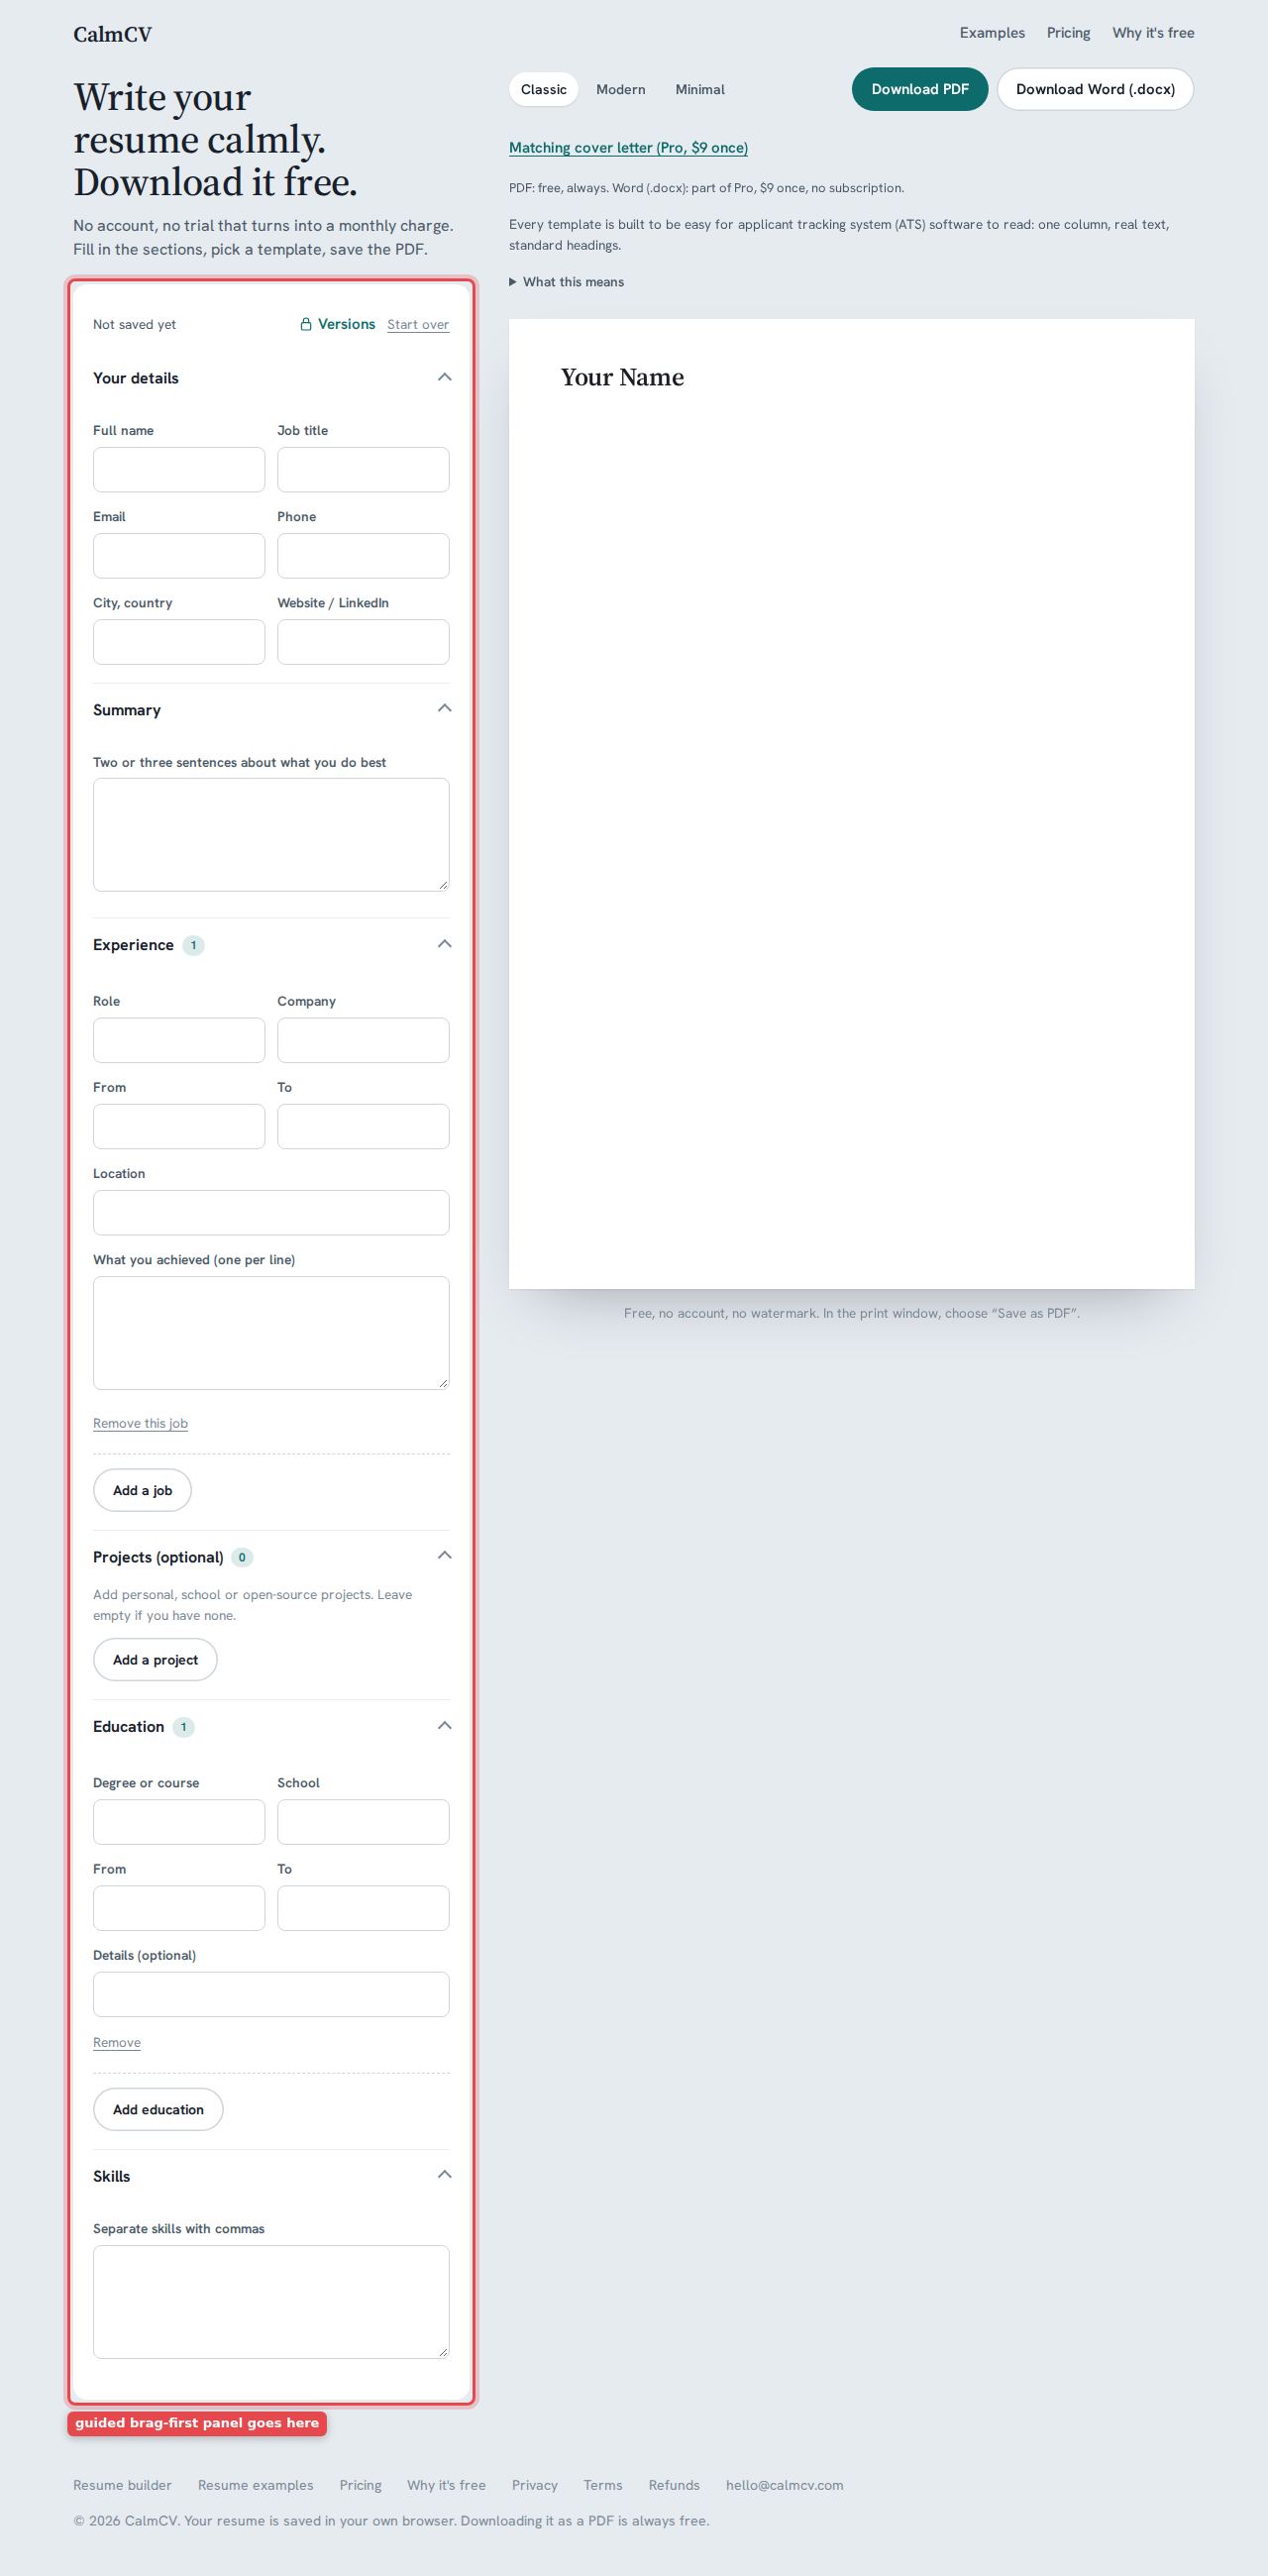 CalmCV
Examples
Pricing
Why it's free
Write your
resume calmly.
Download it free.
No account, no trial that turns into a monthly charge.
Fill in the sections, pick a template, save the PDF.
Not saved yet
Versions
Start over
Your details
Full name
Job title
Email
Phone
City, country
Website / LinkedIn
Summary
Two or three sentences about what you do best
Experience 1
Role
Company
From
To
Location
What you achieved (one per line)
Remove this job
Add a job
Projects (optional) 0
Add personal, school or open-source projects. Leave
empty if you have none.
Add a project
Education 1
Degree or course
School
From
To
Details (optional)
Remove
Add education
Skills
Separate skills with commas
guided brag-first panel goes here
Classic
Modern
Minimal
Download PDF
Download Word (.docx)
Matching cover letter (Pro, $9 once)
PDF: free, always. Word (.docx): part of Pro, $9 once, no subscription.
Every template is built to be easy for applicant tracking system (ATS) software to read: one column, real text,
standard headings.
What this means
Your Name
Free, no account, no watermark. In the print window, choose “Save as PDF”.
Resume builder
Resume examples
Pricing
Why it's free
Privacy
Terms
Refunds
hello@calmcv.com
© 2026 CalmCV. Your resume is saved in your own browser. Downloading it as a PDF is always free.